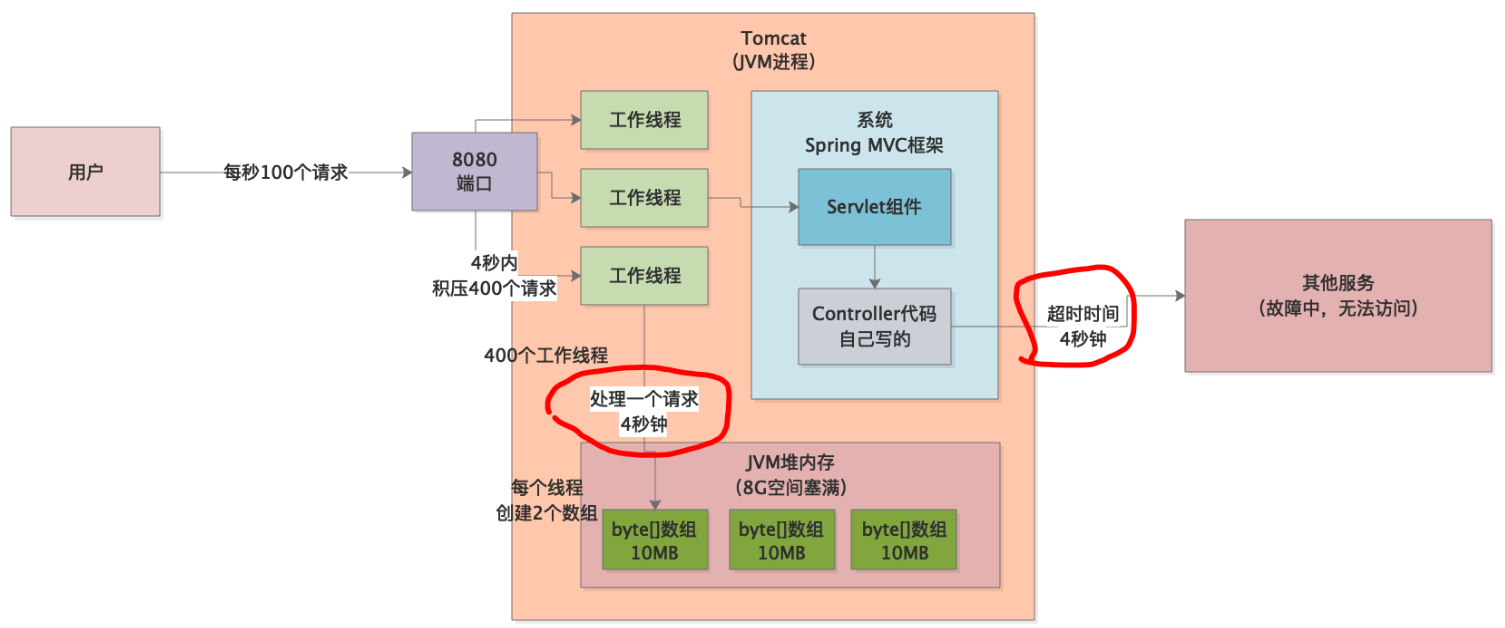 Tomcat
（JVM进程）
用户
每秒100个请求
8080
端口
工作线程
工作线程
工作线程
4秒内
积压400个请求
系统
Spring MVC框架
Servlet组件
Controller代码
自己写的
超时时间
4秒钟
其他服务
（故障中，无法访问）
400个工作线程
处理一个请求
4秒钟
JVM堆内存
（8G空间塞满）
每个线程
创建2个数组
byte[]数组
10MB
byte[]数组
10MB
byte[]数组
10MB